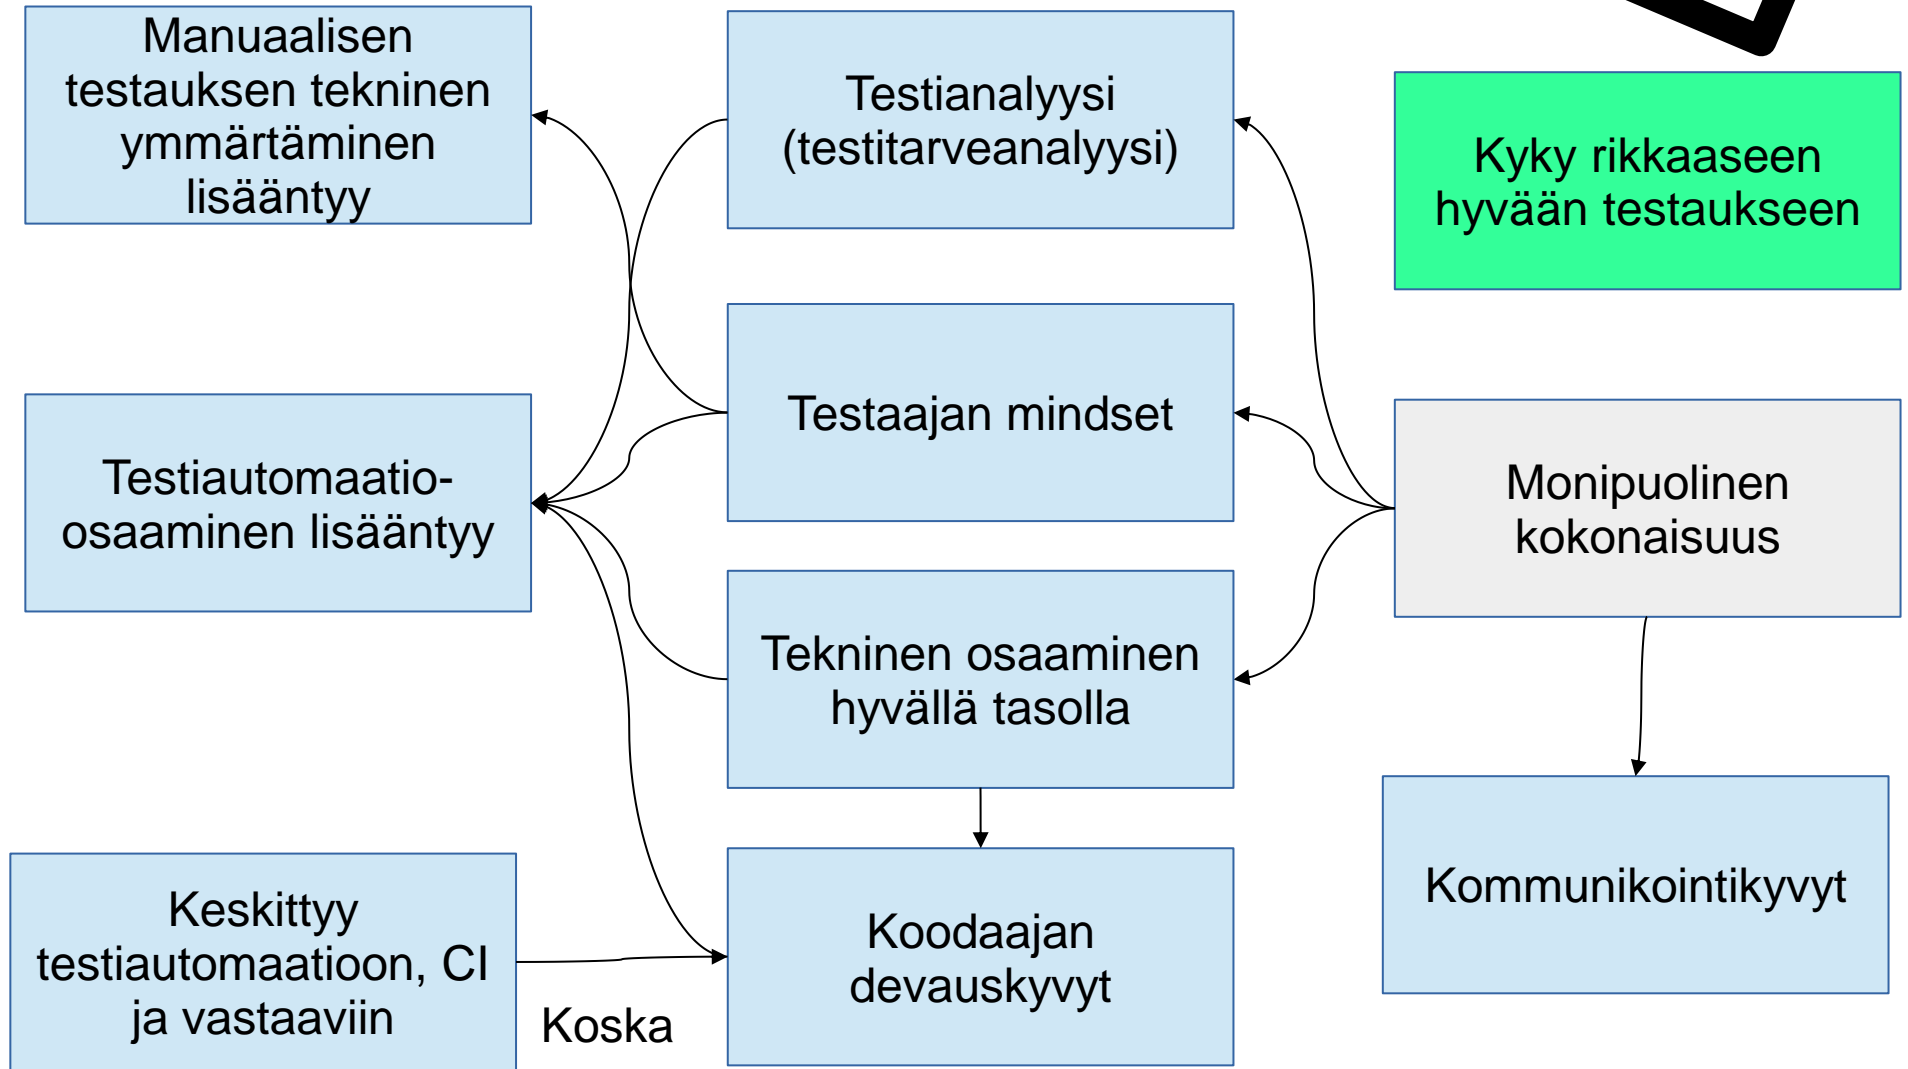 Manuaalisen
testauksen tekninen
ymmärtäminen
lisääntyy
Testianalyysi
(testitarveanalyysi)
Kyky rikkaaseen
hyvään testaukseen
Testaajan mindset
Testiautomaatio-
osaaminen lisääntyy
Monipuolinen
kokonaisuus
Tekninen osaaminen
hyvällä tasolla
Kommunikointikyvyt
Keskittyy
testiautomaatioon, CI
ja vastaaviin
Koska
Koodaajan
devauskyvyt